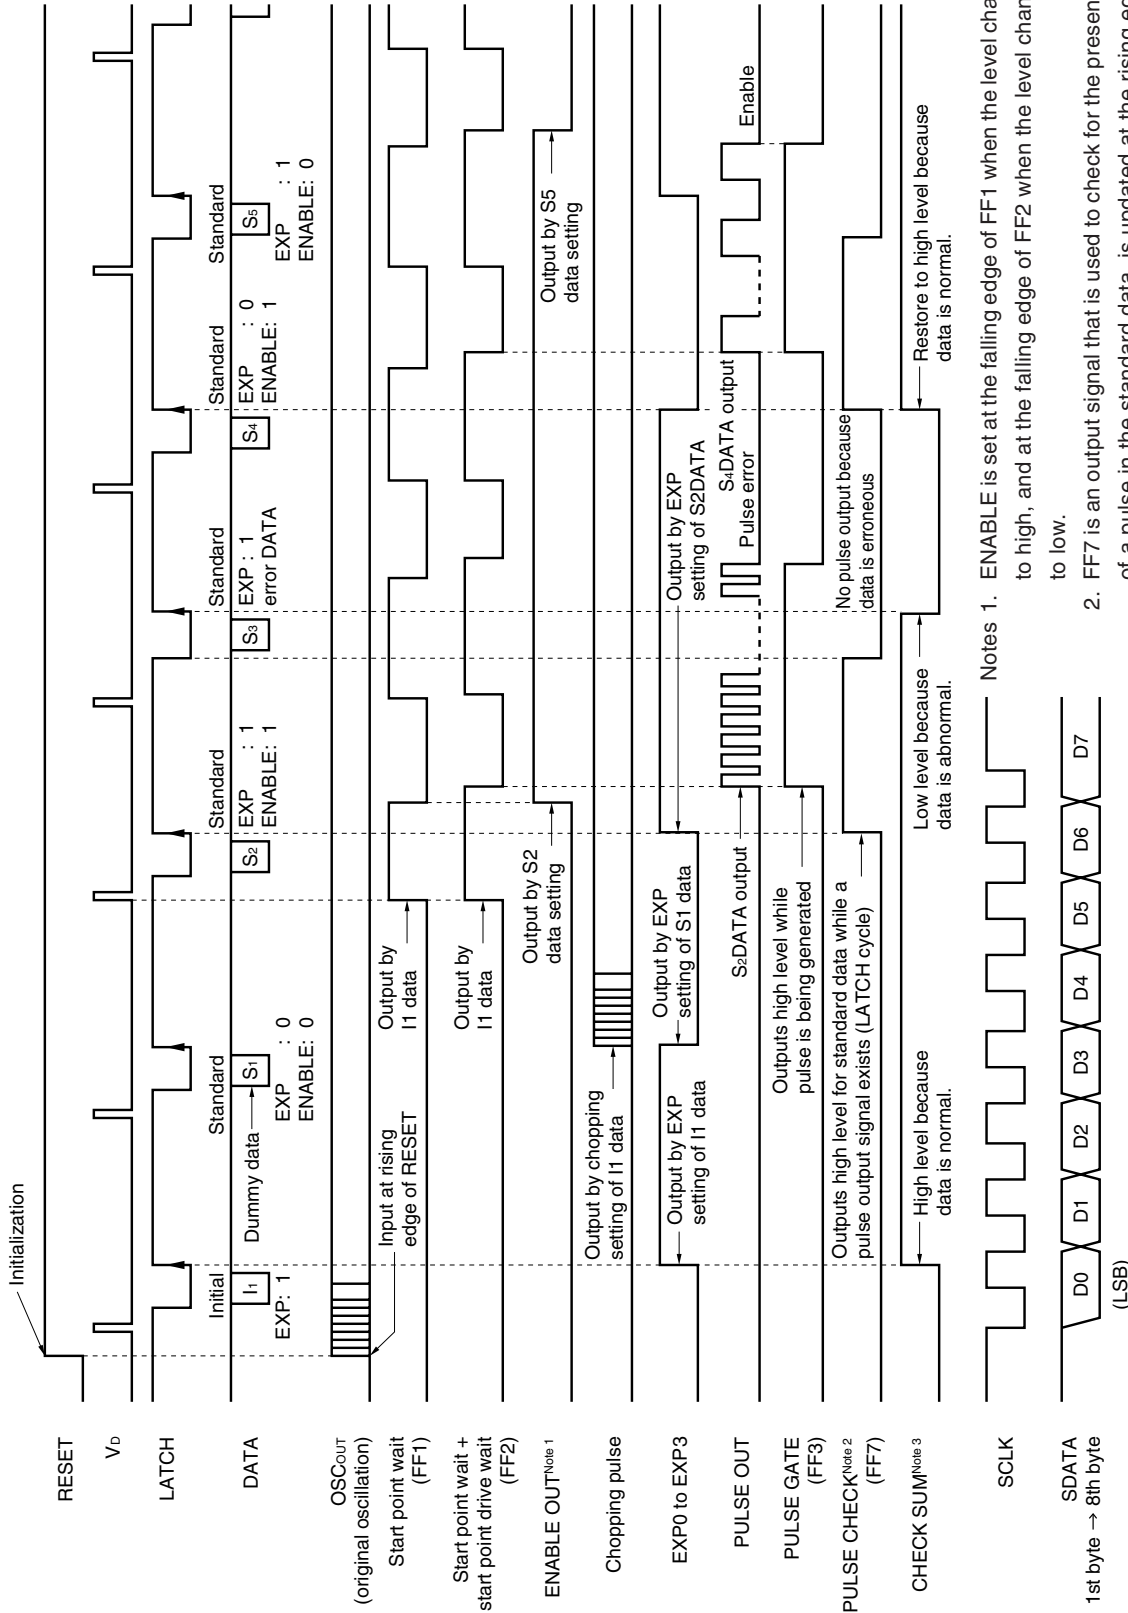 Initialization
RESET
VD
LATCH
Initial
Standard
Standard
Standard
Standard
Standard
DATA
I1
Dummy data
S1
S2
S3
S4
S5
EXP: 1
EXP : 0
ENABLE: 0
EXP : 1
ENABLE: 1
EXP : 1
error DATA
EXP : 0
ENABLE: 1
EXP : 1
ENABLE: 0
OSCOUT
(original oscillation)
Input at rising
edge of RESET
Start point wait
(FF1)
Output by
I1 data
Start point wait +
start point drive wait
(FF2)
Output by
I1 data
ENABLE OUTNote 1
Output by S2
data setting
Output by S5
data setting
Chopping pulse
Output by chopping
setting of I1 data
EXP0 to EXP3
Output by EXP
setting of I1 data
Output by EXP
setting of S1 data
Output by EXP
setting of S2DATA
PULSE OUT
S2DATA output
Pulse error
S4DATA output
Enable
PULSE GATE
(FF3)
Outputs high level while
pulse is being generated
PULSE CHECKNote 2
(FF7)
Outputs high level for standard data while a
pulse output signal exists (LATCH cycle)
No pulse output because
data is erroneous
CHECK SUMNote 3
High level because
data is normal.
Low level because
data is abnormal.
Restore to high level because
data is normal.
SCLK
SDATA
1st byte → 8th byte
D0
D1
D2
D3
D4
D5
D6
D7
(LSB)
Notes 1. ENABLE is set at the falling edge of FF1 when the level cha
to high, and at the falling edge of FF2 when the level chan
to low.
2. FF7 is an output signal that is used to check for the presen
of a pulse in the standard data, is updated at the rising ed